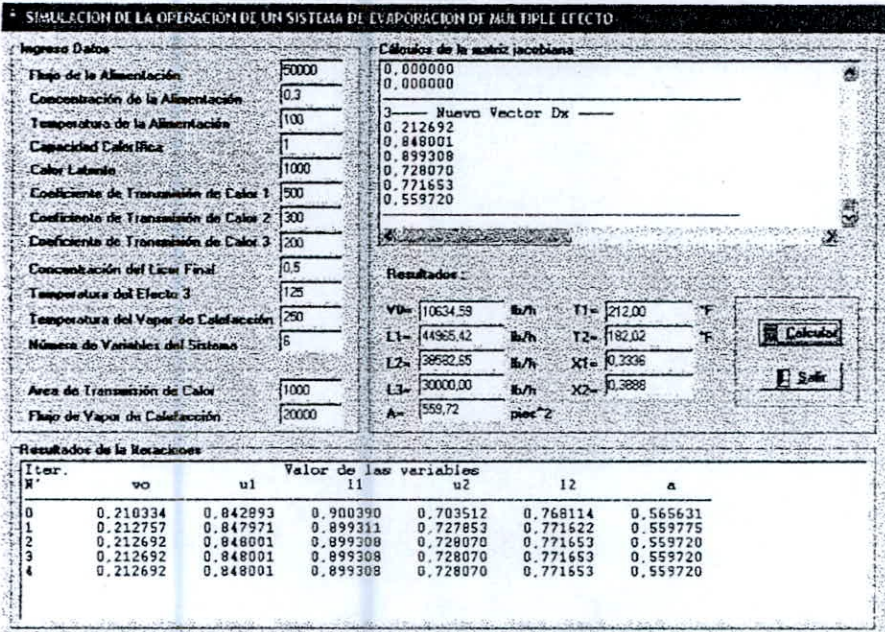 SIMULACION DE LA OPERACIÓN DE UN SISTEMA DE EVAPORACION DE MULTIPLE EFECTO
Ingreso Datos
Flujo de la Alimentación 50000
Concentración de la Alimentación 0,3
Temperatura de la Alimentación 100
Capacidad Calorífica 1
Calor Latente 1000
Coeficiente de Transmisión de Calor 1 500
Coeficiente de Transmisión de Calor 2 300
Coeficiente de Transmisión de Calor 3 200
Concentración del Licor Final 0,5
Temperatura del Efecto 3 125
Temperatura del Vapor de Calefacción 250
Número de Variables del Sistema 6
Area de Transmisión de Calor 1000
Flujo de Vapor de Calefacción 20000
Cálculos de la matriz jacobiana
0,000000
0,000000
3---- Nuevo Vector Dx ----
0,212692
0,848001
0,899308
0,728070
0,771653
0,559720
Resultados :
V0= 10634,59 lb/h T1= 212,00 °F
L1= 44965,42 lb/h T2= 182,02 °F
L2= 38582,65 lb/h X1= 0,3336
L3= 30000,00 lb/h X2= 0,3888
A= 559,72 pies^2
Calcular
Salir
Resultados de la Iteraciones
Iter. Valor de las variables
N° vo u1 l1 u2 l2 a
0 0,210334 0,842893 0,900390 0,703512 0,768114 0,565631
1 0,212757 0,847971 0,899311 0,727853 0,771622 0,559775
2 0,212692 0,848001 0,899308 0,728070 0,771653 0,559720
3 0,212692 0,848001 0,899308 0,728070 0,771653 0,559720
4 0,212692 0,848001 0,899308 0,728070 0,771653 0,559720